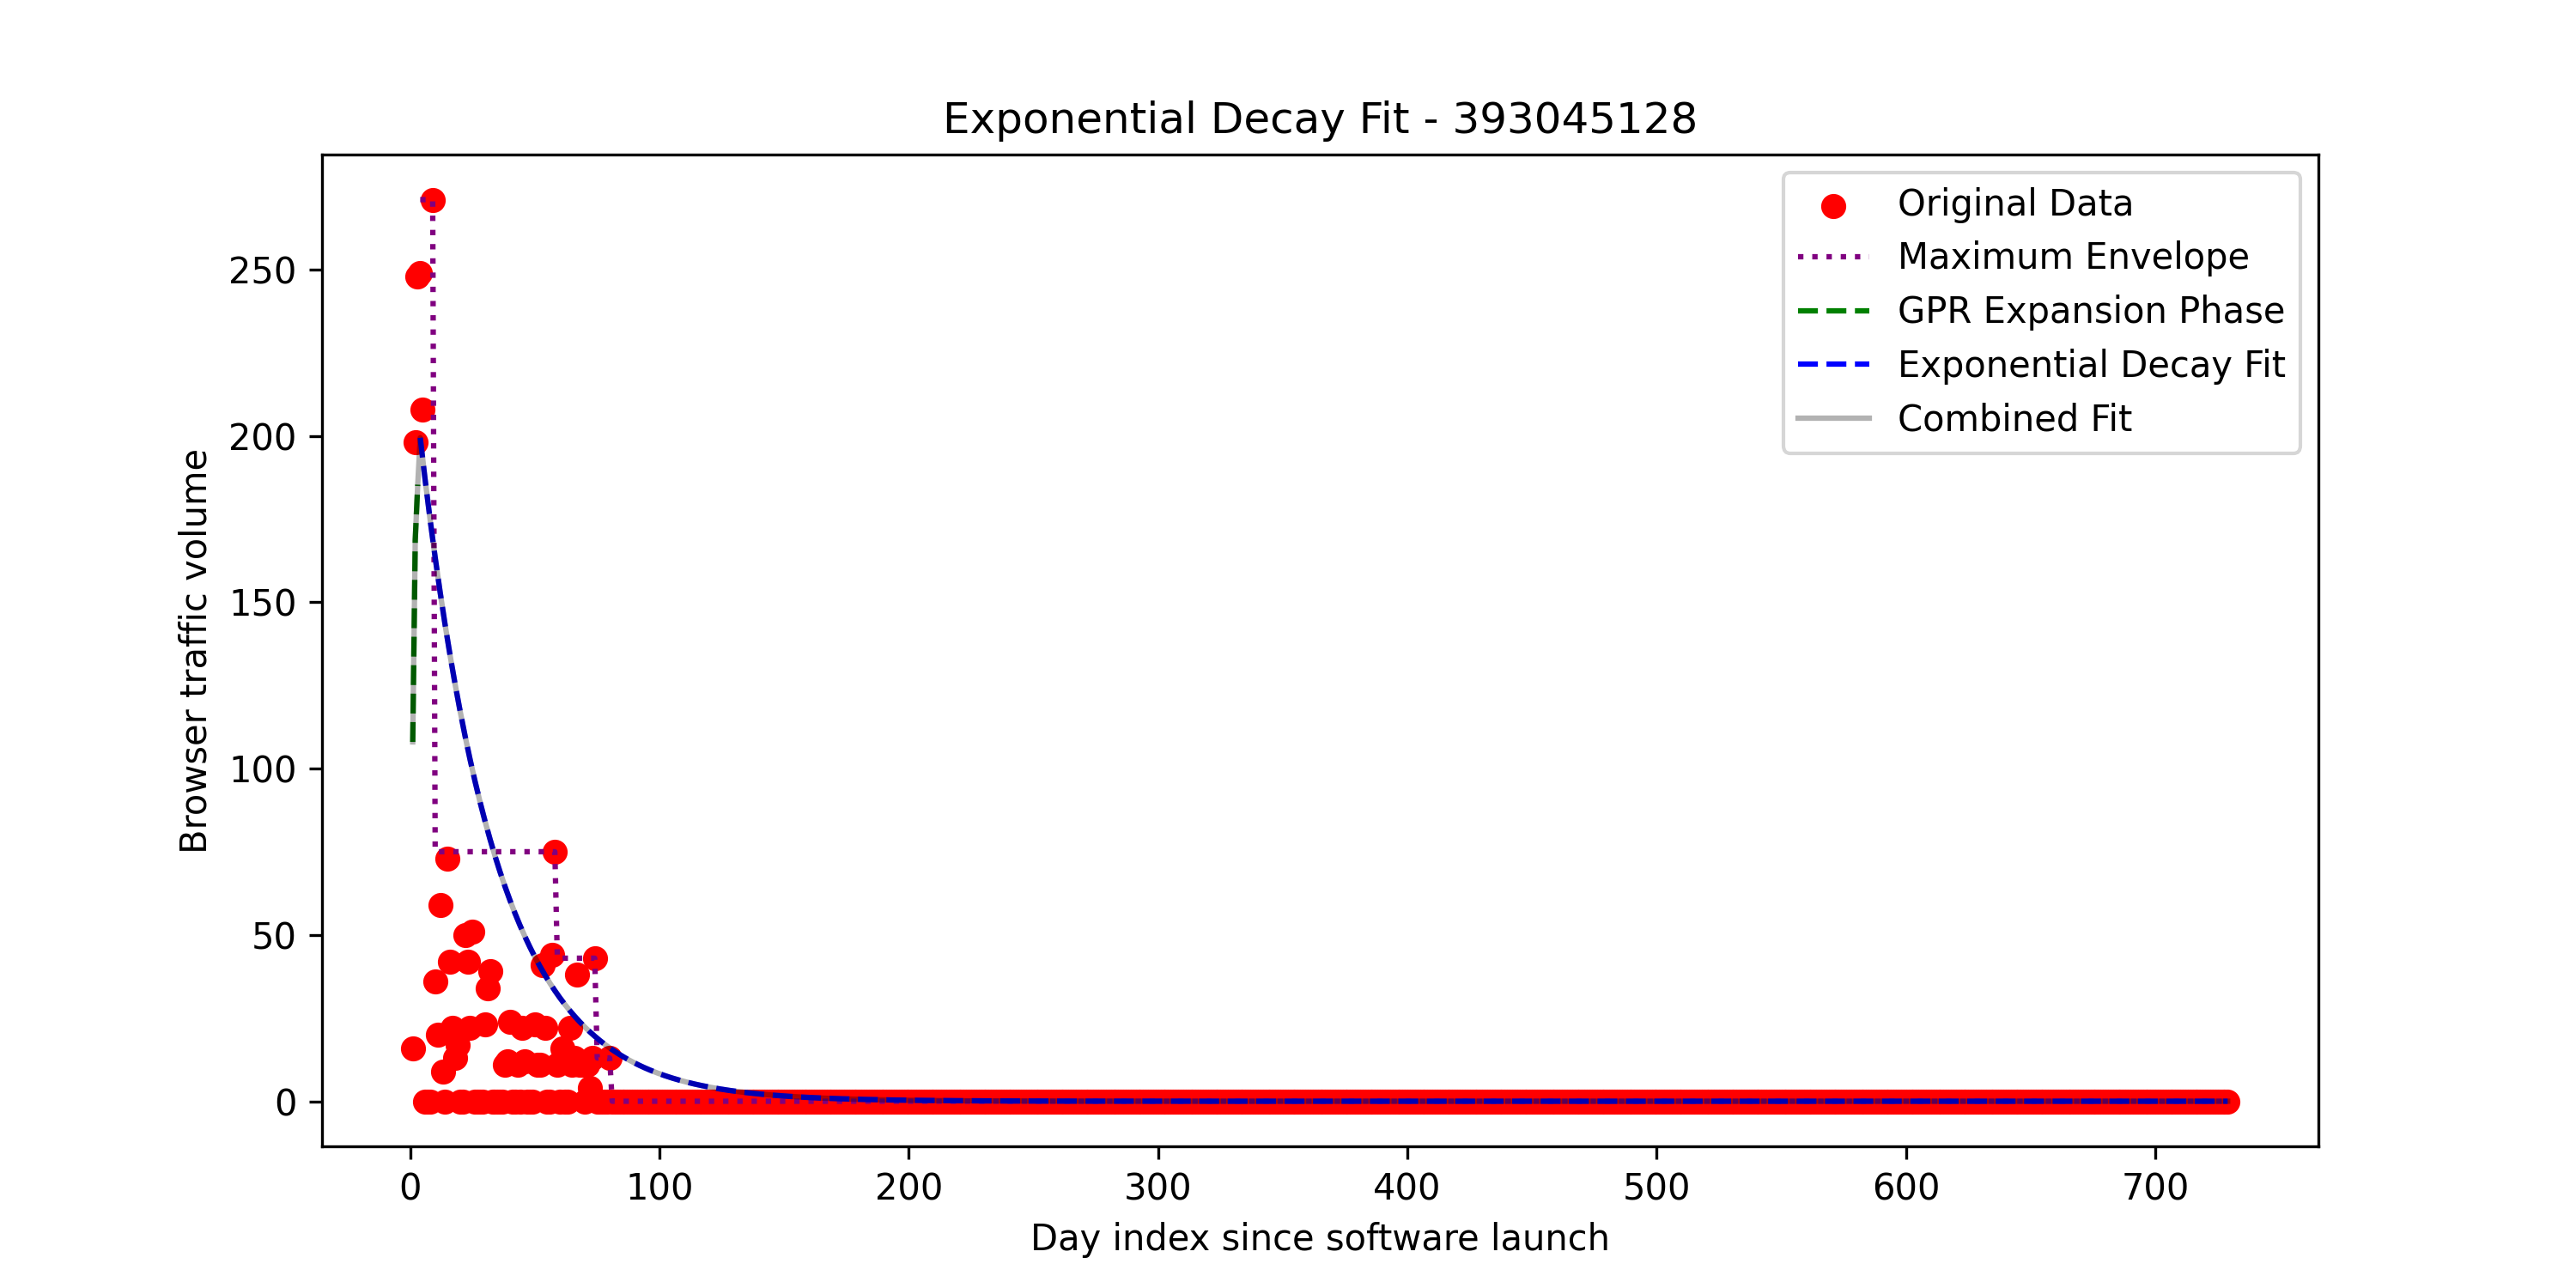 Exponential Decay Fit - 393045128
Original Data
Maximum Envelope
GPR Expansion Phase
Exponential Decay Fit
Combined Fit
Browser traffic volume
250
200
150
100
50
0
0 100 200 300 400 500 600 700
Day index since software launch